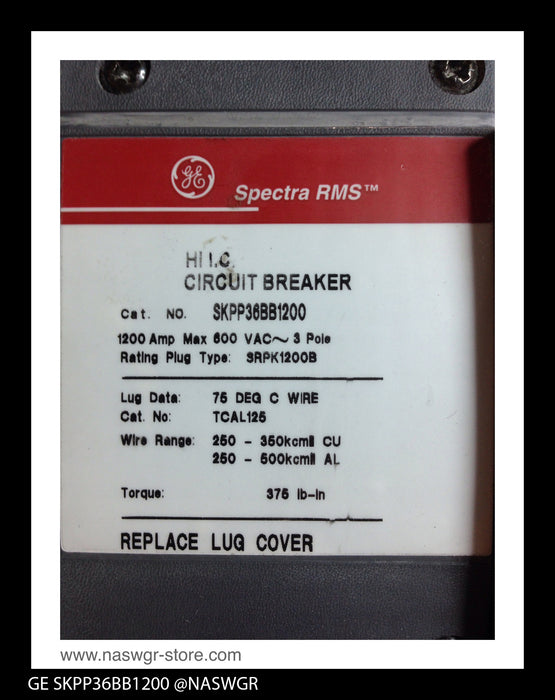 GE
Spectra RMS™
HI I.C.
CIRCUIT BREAKER
Cat. NO. SKPP36BB1200
1200 Amp Max 600 VAC~ 3 Pole
Rating Plug Type: SRPK1200B
Lug Data: 75 DEG C WIRE
Cat. No: TCAL125
Wire Range: 250 - 350kcmil CU
250 - 500kcmil AL
Torque: 375 lb-in
REPLACE LUG COVER
www.naswgr-store.com
GE SKPP36BB1200 @NASWGR